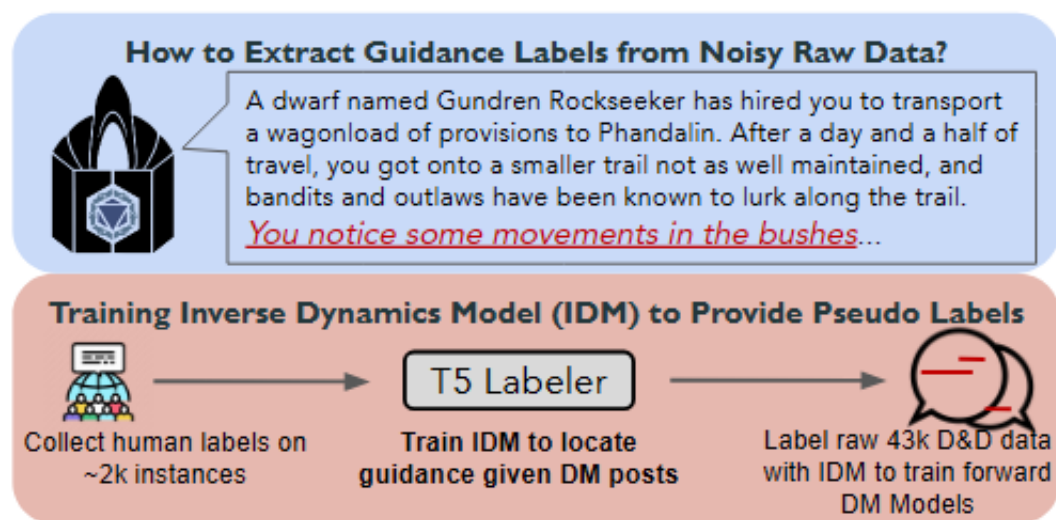 How to Extract Guidance Labels from Noisy Raw Data?
A dwarf named Gundren Rockseeker has hired you to transport
a wagonload of provisions to Phandalin. After a day and a half of
travel, you got onto a smaller trail not as well maintained, and
bandits and outlaws have been known to lurk along the trail.
You notice some movements in the bushes...
Training Inverse Dynamics Model (IDM) to Provide Pseudo Labels
T5 Labeler
Collect human labels on
~2k instances
Train IDM to locate
guidance given DM posts
Label raw 43k D&D data
with IDM to train forward
DM Models